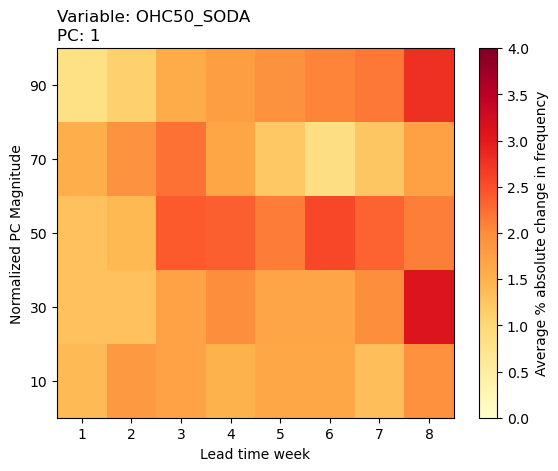 Variable: OHC50_SODA
PC: 1
Normalized PC Magnitude
90
70
50
30
10
1 2 3 4 5 6 7 8
Lead time week
4.0
3.5
3.0
2.5
2.0
1.5
1.0
0.5
0.0
Average % absolute change in frequency